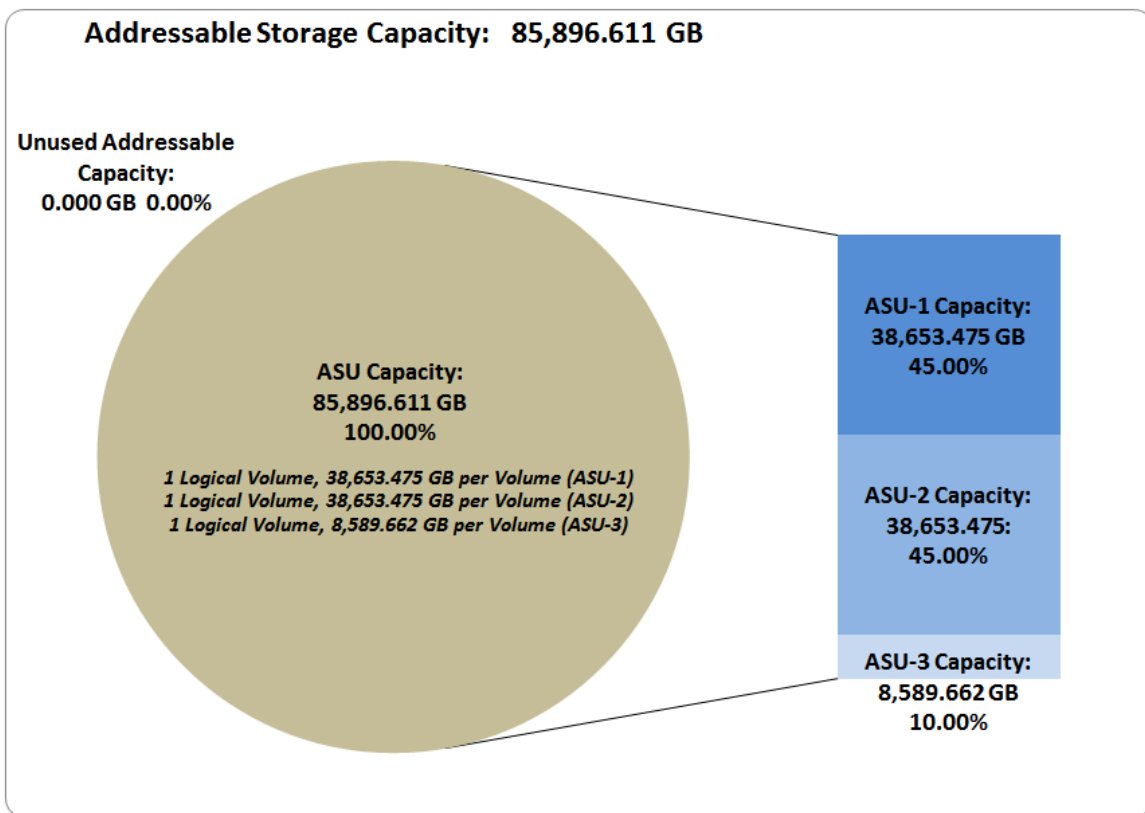 Addressable Storage Capacity: 85,896.611 GB
Unused Addressable
Capacity:
0.000 GB 0.00%
ASU Capacity:
85,896.611 GB
100.00%
1 Logical Volume, 38,653.475 GB per Volume (ASU-1)
1 Logical Volume, 38,653.475 GB per Volume (ASU-2)
1 Logical Volume, 8,589.662 GB per Volume (ASU-3)
ASU-1 Capacity:
38,653.475 GB
45.00%
ASU-2 Capacity:
38,653.475:
45.00%
ASU-3 Capacity:
8,589.662 GB
10.00%